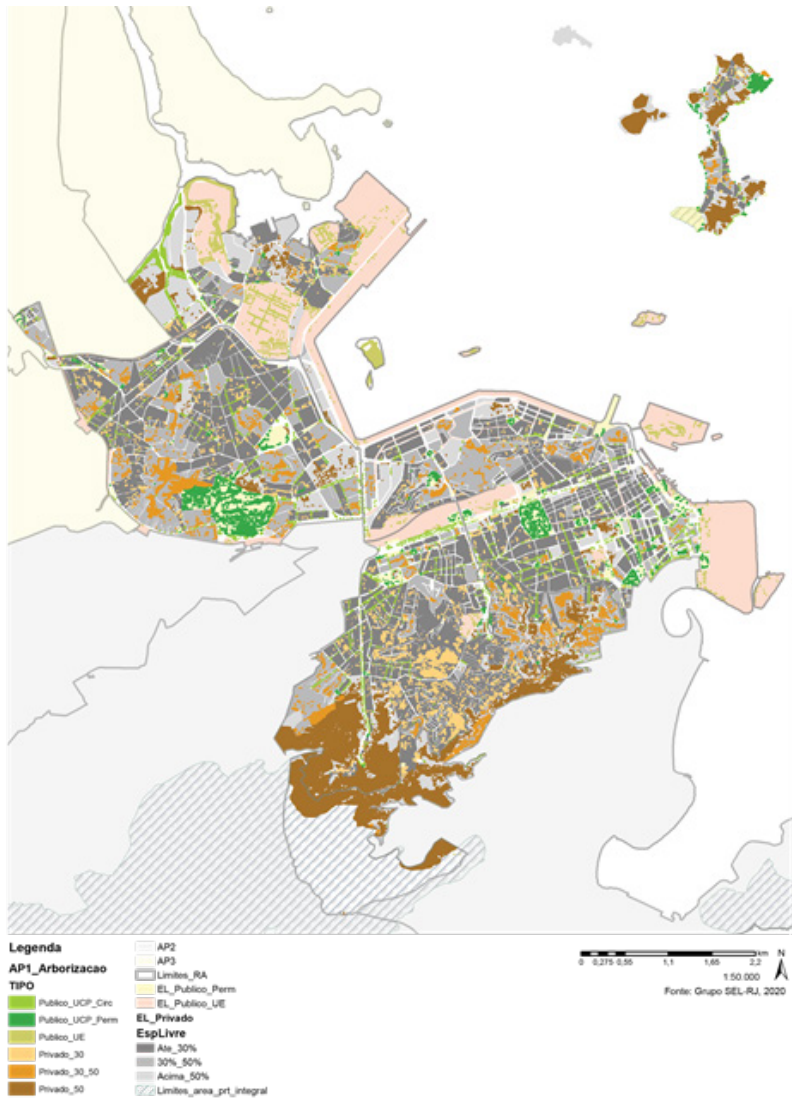 Legenda
AP1_Arborizacao
TIPO
Publico_UCP_Circ
Publico_UCP_Perm
Publico_UE
Privado_30
Privado_30_50
Privado_50
AP2
AP3
Limites_RA
EL_Publico_Perm
EL_Publico_UE
EL_Privado
EspLivre
Ate_30%
30%_50%
Acima_50%
Limites_area_prt_integral
0 0,275 0,55 1,1 1,65 2,2 km
N
1:50.000
Fonte: Grupo SEL-RJ, 2020